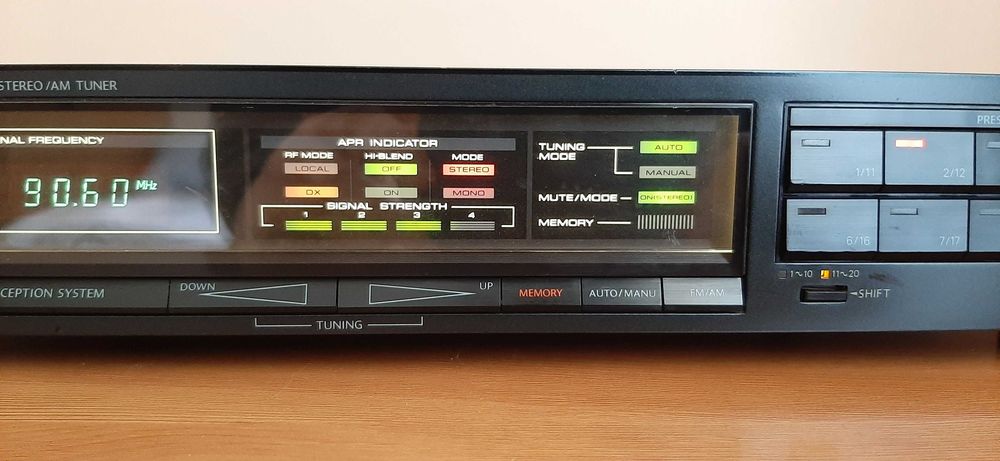 STEREO/AM TUNER
NAL FREQUENCY
90.60 MHz
APR INDICATOR
RF MODE HI-BLEND MODE
LOCAL OFF STEREO
DX ON MONO
SIGNAL STRENGTH
1 2 3 4
TUNING MODE
AUTO
MANUAL
MUTE/MODE ON(STEREO)
MEMORY
PRES
1/11 2/12
6/16 7/17
1~10 11~20
SHIFT
CEPTION SYSTEM
DOWN UP
MEMORY AUTO/MANU FM/AM
TUNING